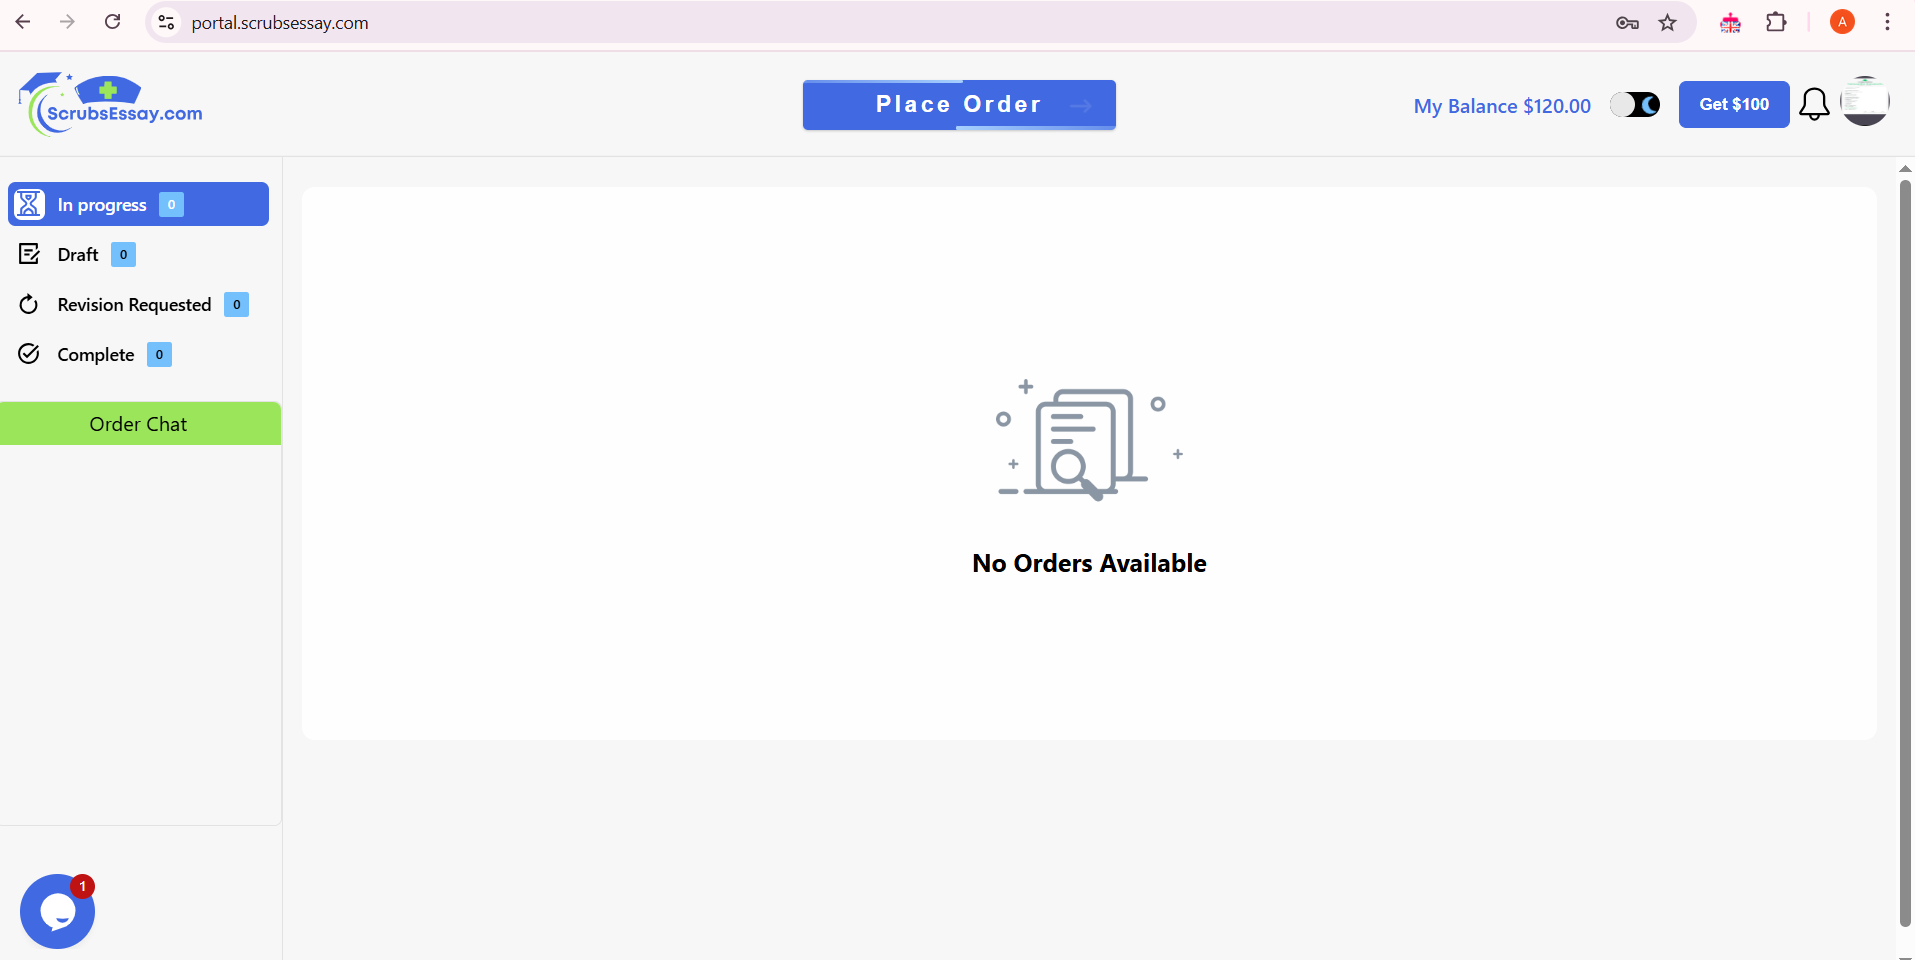 portal.scrubsessay.com
A
ScrubsEssay.com
Place Order
My Balance $120.00
Get $100
In progress 0
Draft 0
Revision Requested 0
Complete 0
Order Chat
No Orders Available
1